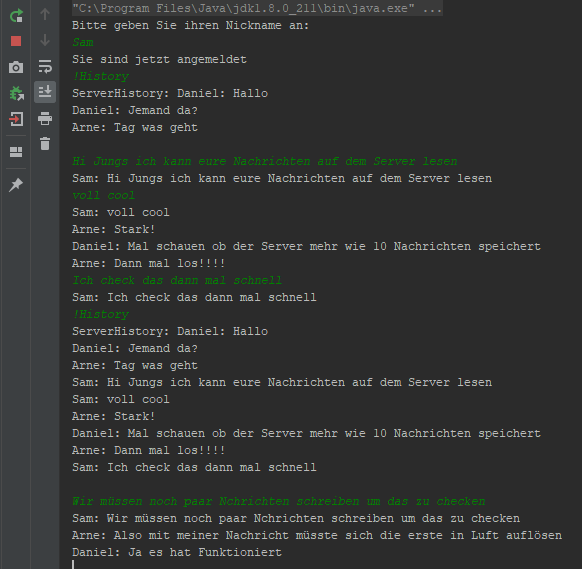 "C:\Program Files\Java\jdk1.8.0_211\bin\java.exe" ...
Bitte geben Sie ihren Nickname an:
Sam
Sie sind jetzt angemeldet
!History
ServerHistory: Daniel: Hallo
Daniel: Jemand da?
Arne: Tag was geht
Hi Jungs ich kann eure Nachrichten auf dem Server lesen
Sam: Hi Jungs ich kann eure Nachrichten auf dem Server lesen
voll cool
Sam: voll cool
Arne: Stark!
Daniel: Mal schauen ob der Server mehr wie 10 Nachrichten speichert
Arne: Dann mal los!!!!
Ich check das dann mal schnell
Sam: Ich check das dann mal schnell
!History
ServerHistory: Daniel: Hallo
Daniel: Jemand da?
Arne: Tag was geht
Sam: Hi Jungs ich kann eure Nachrichten auf dem Server lesen
Sam: voll cool
Arne: Stark!
Daniel: Mal schauen ob der Server mehr wie 10 Nachrichten speichert
Arne: Dann mal los!!!!
Sam: Ich check das dann mal schnell
Wir müssen noch paar Nchrichten schreiben um das zu checken
Sam: Wir müssen noch paar Nchrichten schreiben um das zu checken
Arne: Also mit meiner Nachricht müsste sich die erste in Luft auflösen
Daniel: Ja es hat Funktioniert